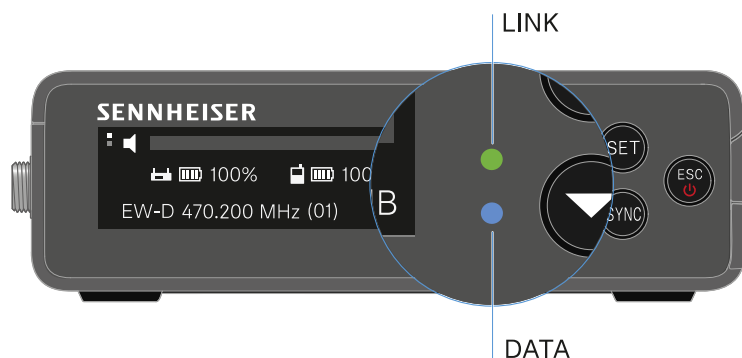 LINK
SENNHEISER
100% 100
EW-D 470.200 MHz (01)
B
SET
ESC
SYNC
DATA